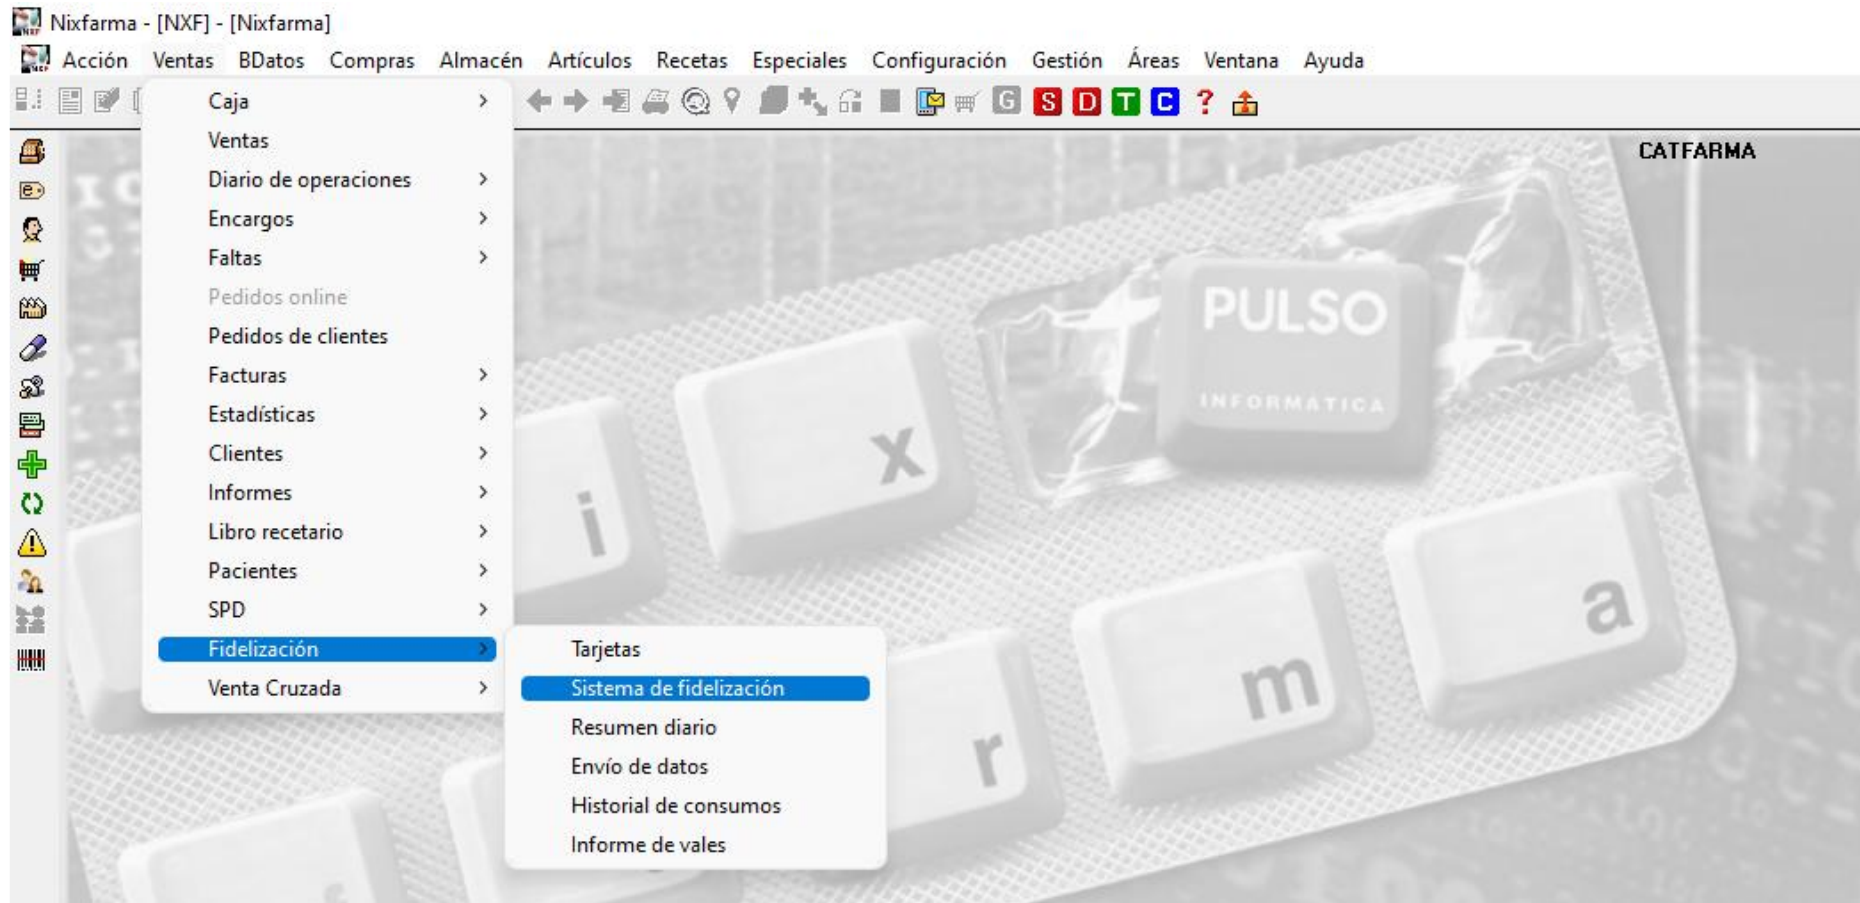 Nixfarma - [NXF] - [Nixfarma]
Acción Ventas BDatos Compras Almacén Artículos Recetas Especiales Configuración Gestión Áreas Ventana Ayuda
G S D T C ?
CATFARMA
Caja
Ventas
Diario de operaciones
Encargos
Faltas
Pedidos online
Pedidos de clientes
Facturas
Estadísticas
Clientes
Informes
Libro recetario
Pacientes
SPD
Fidelización
Venta Cruzada
Tarjetas
Sistema de fidelización
Resumen diario
Envío de datos
Historial de consumos
Informe de vales
PULSO
INFORMATICA
i x
r m a